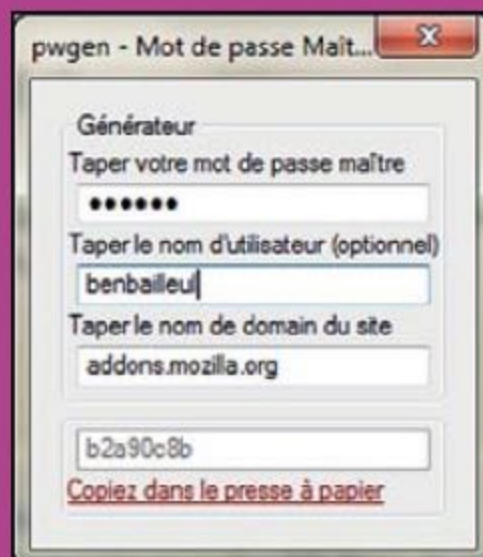 pwgen - Mot de passe Maît...
Générateur
Taper votre mot de passe maître
••••••
Taper le nom d'utilisateur (optionnel)
benbailleul
Taper le nom de domain du site
addons.mozilla.org
b2a90c8b
Copiez dans le presse à papier